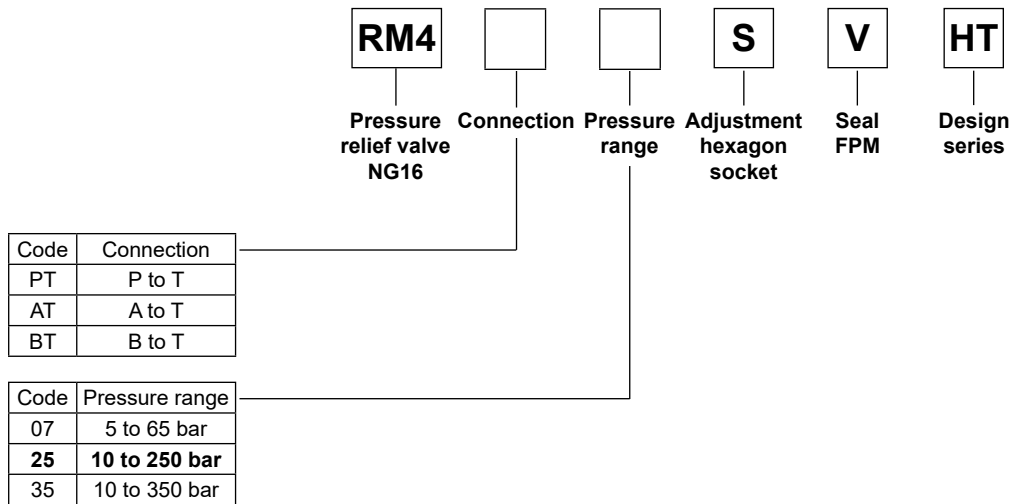 RM4 S V HT
Pressure Connection Pressure Adjustment Seal Design
relief valve range hexagon FPM series
NG16 socket
Code Connection
PT P to T
AT A to T
BT B to T
Code Pressure range
07 5 to 65 bar
25 10 to 250 bar
35 10 to 350 bar